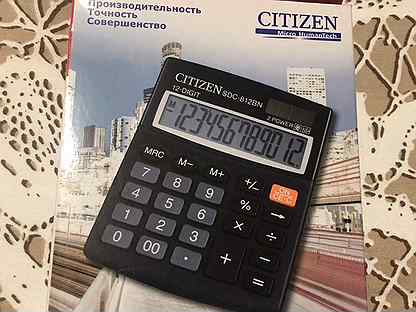 Производительность
Точность
Совершенство
CITIZEN
Micro HumanTech
CITIZEN SDC-812BN
12-DIGIT
2 POWER
M
123456789012
MRC M− M+ +/−
7 8 9 % →
4 5 6 × ÷
1 2 3 −
0 00 · + =